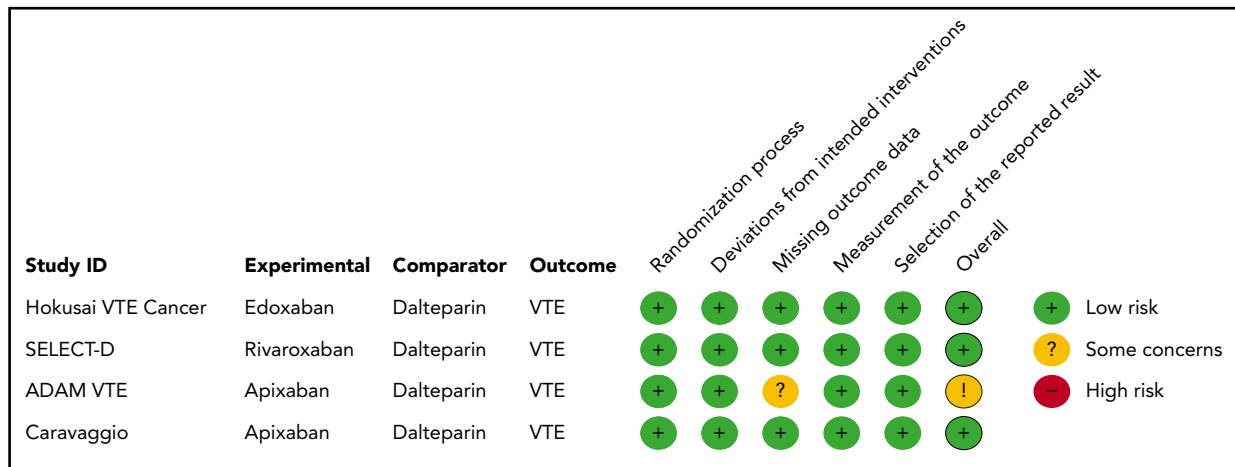 Randomization process
Deviations from intended interventions
Missing outcome data
Measurement of the outcome
Selection of the reported result
Overall
Study ID Experimental Comparator Outcome
Hokusai VTE Cancer Edoxaban Dalteparin VTE + + + + + + + Low risk
SELECT-D Rivaroxaban Dalteparin VTE + + + + + + ? Some concerns
ADAM VTE Apixaban Dalteparin VTE + + ? + + ! − High risk
Caravaggio Apixaban Dalteparin VTE + + + + + +